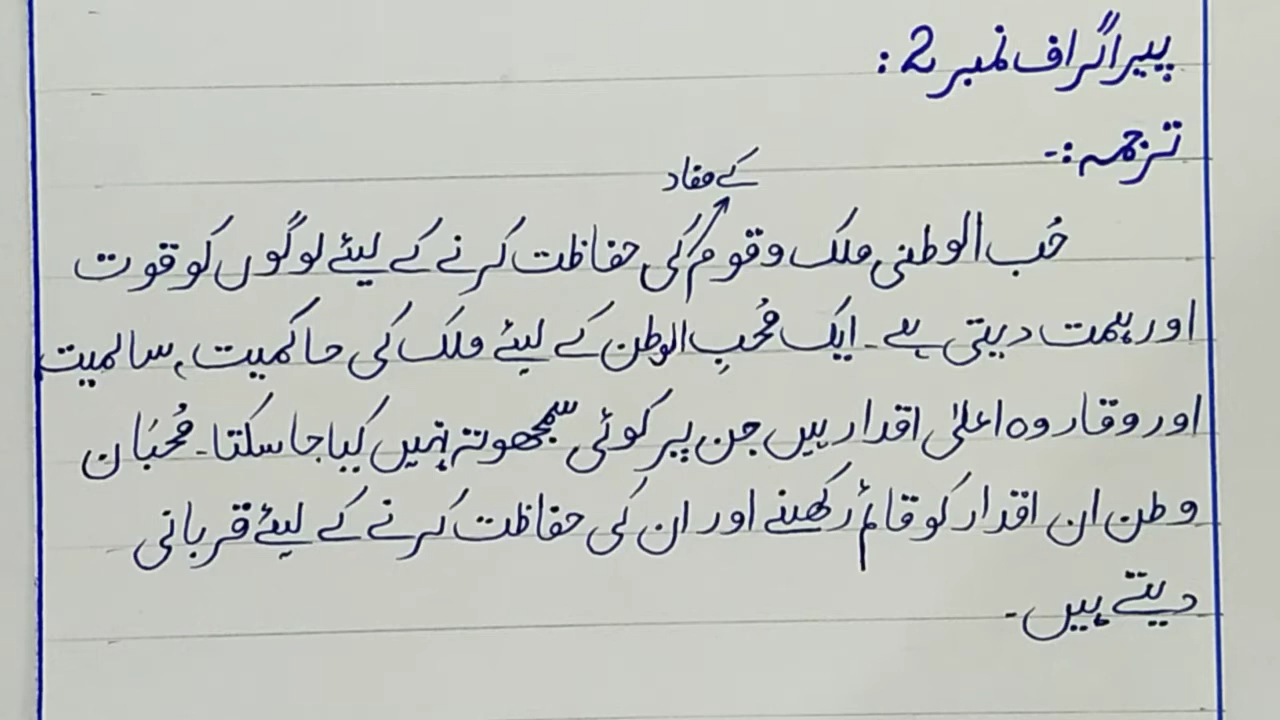 پیراگراف نمبر 2:
ترجمہ:-
کے مفاد
حُب الوطنی ملک و قوم کی حفاظت کرنے کے لیئے لوگوں کو قوت
اور ہمت دیتی ہے۔ ایک مُحبِ الوطن کے لیئے ملک کی حاکمیت، سالمیت
اور وقار وہ اعلیٰ اقدار ہیں جن پر کوئی سمجھوتہ نہیں کیا جا سکتا۔ مُحبَان
وطن ان اقدار کو قائم رکھنے اور ان کی حفاظت کرنے کے لیئے قربانی
دیتے ہیں۔